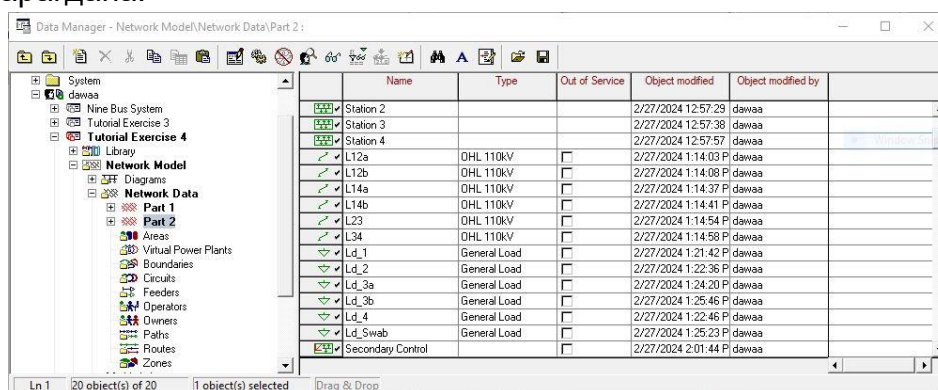 Data Manager - Network Model\Network Data\Part 2 :
System
dawaa
Nine Bus System
Tutorial Exercise 3
Tutorial Exercise 4
Library
Network Model
Diagrams
Network Data
Part 1
Part 2
Areas
Virtual Power Plants
Boundaries
Circuits
Feeders
Operators
Owners
Paths
Routes
Zones
Name Type Out of Service Object modified Object modified by
Station 2 2/27/2024 12:57:29 dawaa
Station 3 2/27/2024 12:57:38 dawaa
Station 4 2/27/2024 12:57:57 dawaa
L12a OHL 110kV 2/27/2024 1:14:03 P dawaa
L12b OHL 110kV 2/27/2024 1:14:08 P dawaa
L14a OHL 110kV 2/27/2024 1:14:37 P dawaa
L14b OHL 110kV 2/27/2024 1:14:41 P dawaa
L23 OHL 110kV 2/27/2024 1:14:54 P dawaa
L34 OHL 110kV 2/27/2024 1:14:58 P dawaa
Ld_1 General Load 2/27/2024 1:21:42 P dawaa
Ld_2 General Load 2/27/2024 1:22:36 P dawaa
Ld_3a General Load 2/27/2024 1:24:20 P dawaa
Ld_3b General Load 2/27/2024 1:25:46 P dawaa
Ld_4 General Load 2/27/2024 1:22:46 P dawaa
Ld_Swab General Load 2/27/2024 1:25:23 P dawaa
Secondary Control 2/27/2024 2:01:44 P dawaa
Window Sni
Ln 1 20 object(s) of 20 1 object(s) selected Drag & Drop